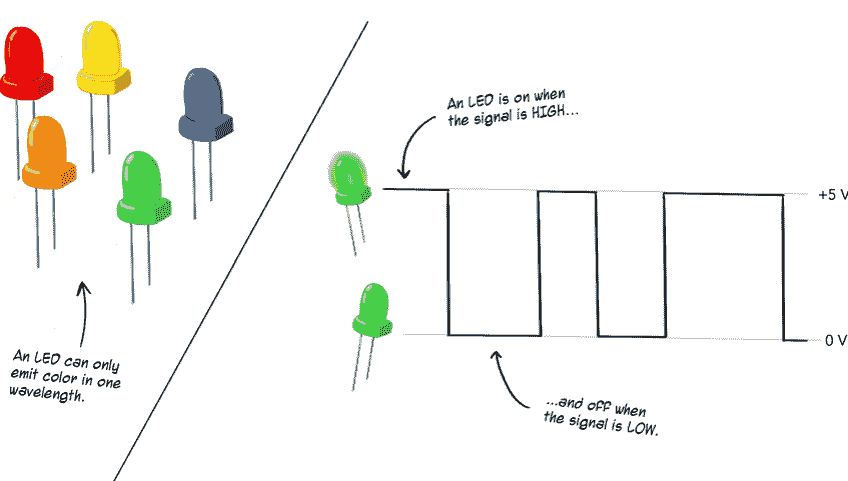 An LED is on when
the signal is HIGH...
+5 V
0 V
An LED can only
emit color in one
wavelength.
...and off when
the signal is LOW.